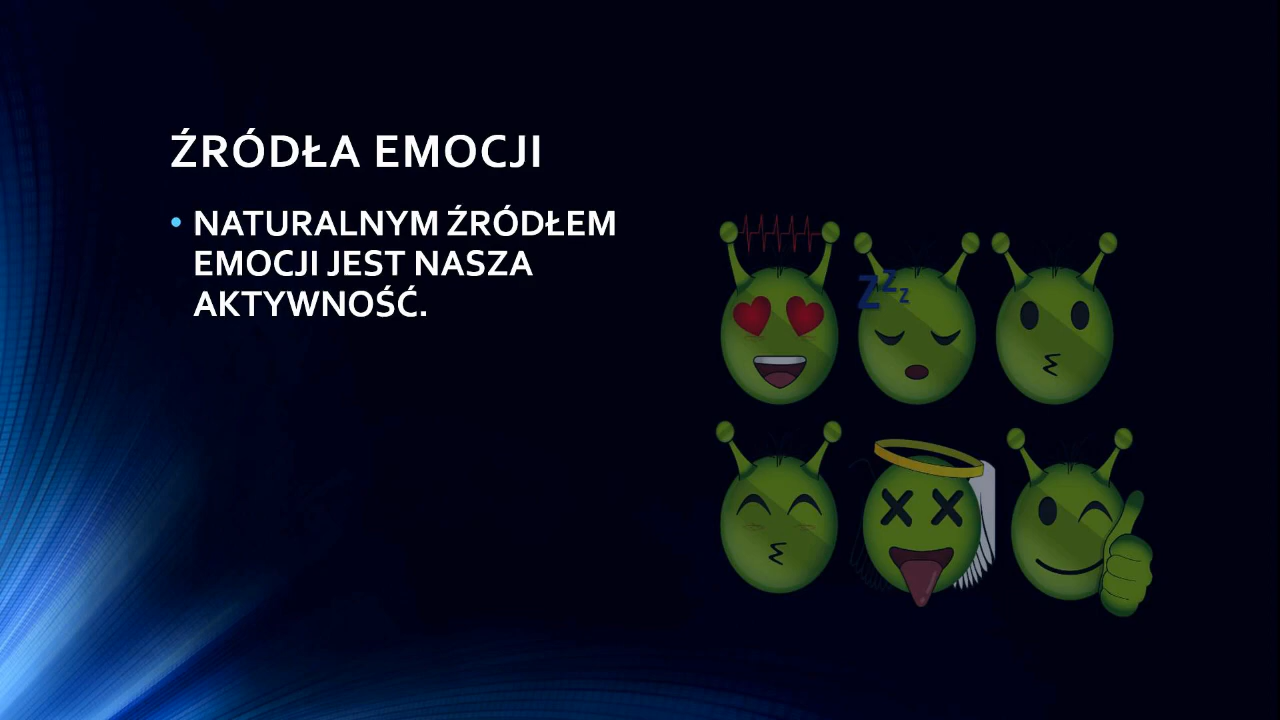 ŹRÓDŁA EMOCJI
• NATURALNYM ŹRÓDŁEM
EMOCJI JEST NASZA
AKTYWNOŚĆ.
Z Z Z